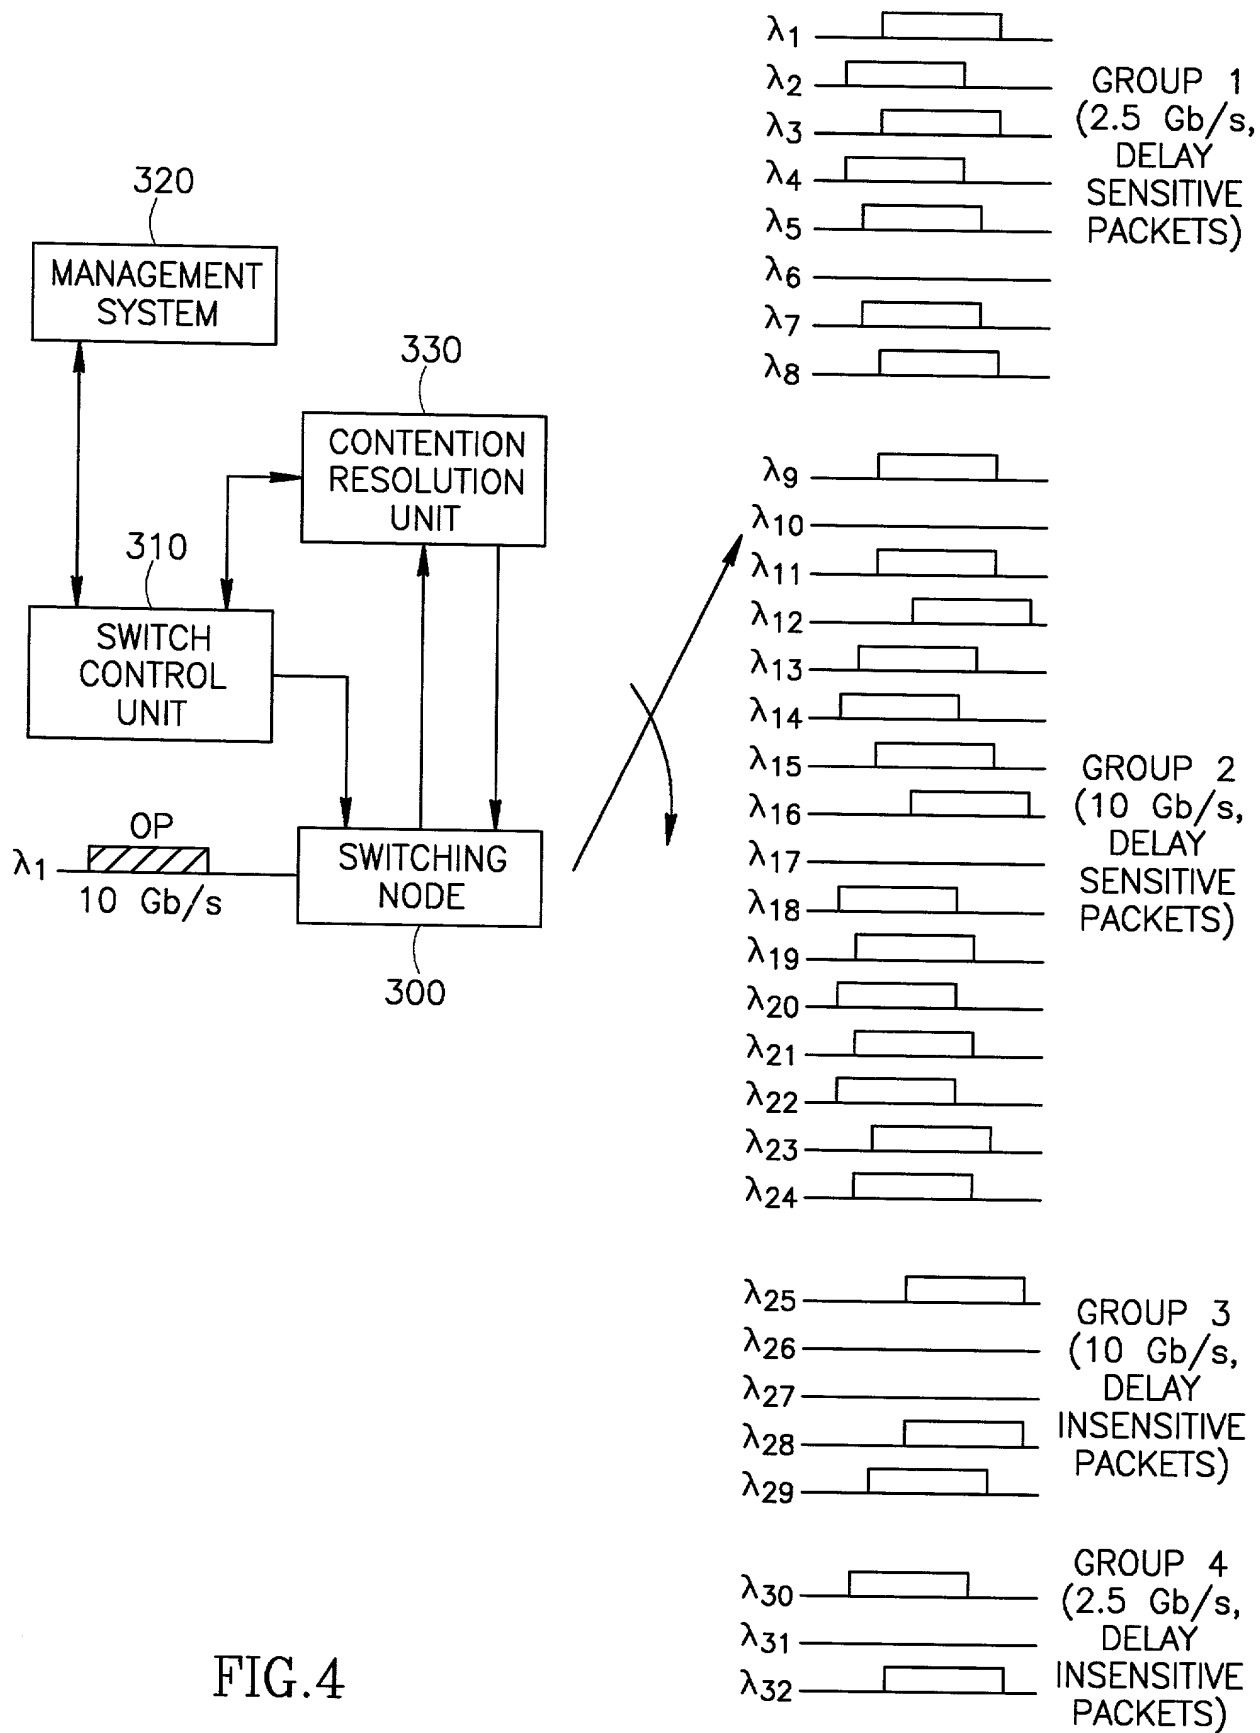 320
MANAGEMENT
SYSTEM
330
CONTENTION
RESOLUTION
UNIT
310
SWITCH
CONTROL
UNIT
OP
λ1
10 Gb/s
SWITCHING
NODE
300
λ1
λ2
λ3
λ4
λ5
λ6
λ7
λ8
GROUP 1
(2.5 Gb/s,
DELAY
SENSITIVE
PACKETS)
λ9
λ10
λ11
λ12
λ13
λ14
λ15
λ16
λ17
λ18
λ19
λ20
λ21
λ22
λ23
λ24
GROUP 2
(10 Gb/s,
DELAY
SENSITIVE
PACKETS)
λ25
λ26
λ27
λ28
λ29
GROUP 3
(10 Gb/s,
DELAY
INSENSITIVE
PACKETS)
λ30
λ31
λ32
GROUP 4
(2.5 Gb/s,
DELAY
INSENSITIVE
PACKETS)
FIG.4